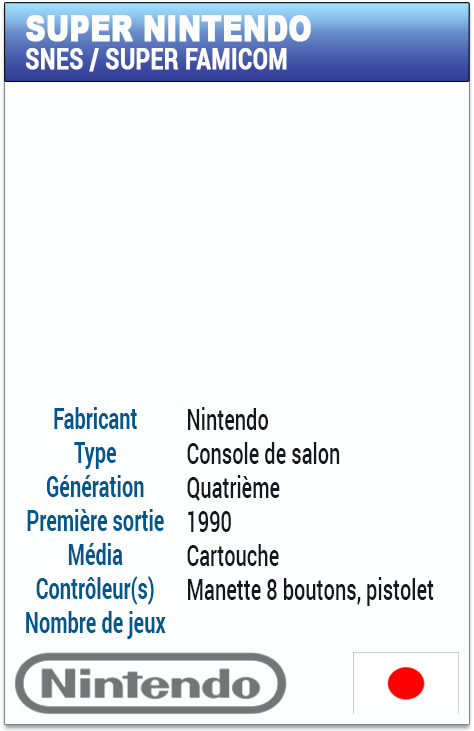 SUPER NINTENDO
SNES / SUPER FAMICOM
Fabricant Nintendo
Type Console de salon
Génération Quatrième
Première sortie 1990
Média Cartouche
Contrôleur(s) Manette 8 boutons, pistolet
Nombre de jeux
Nintendo